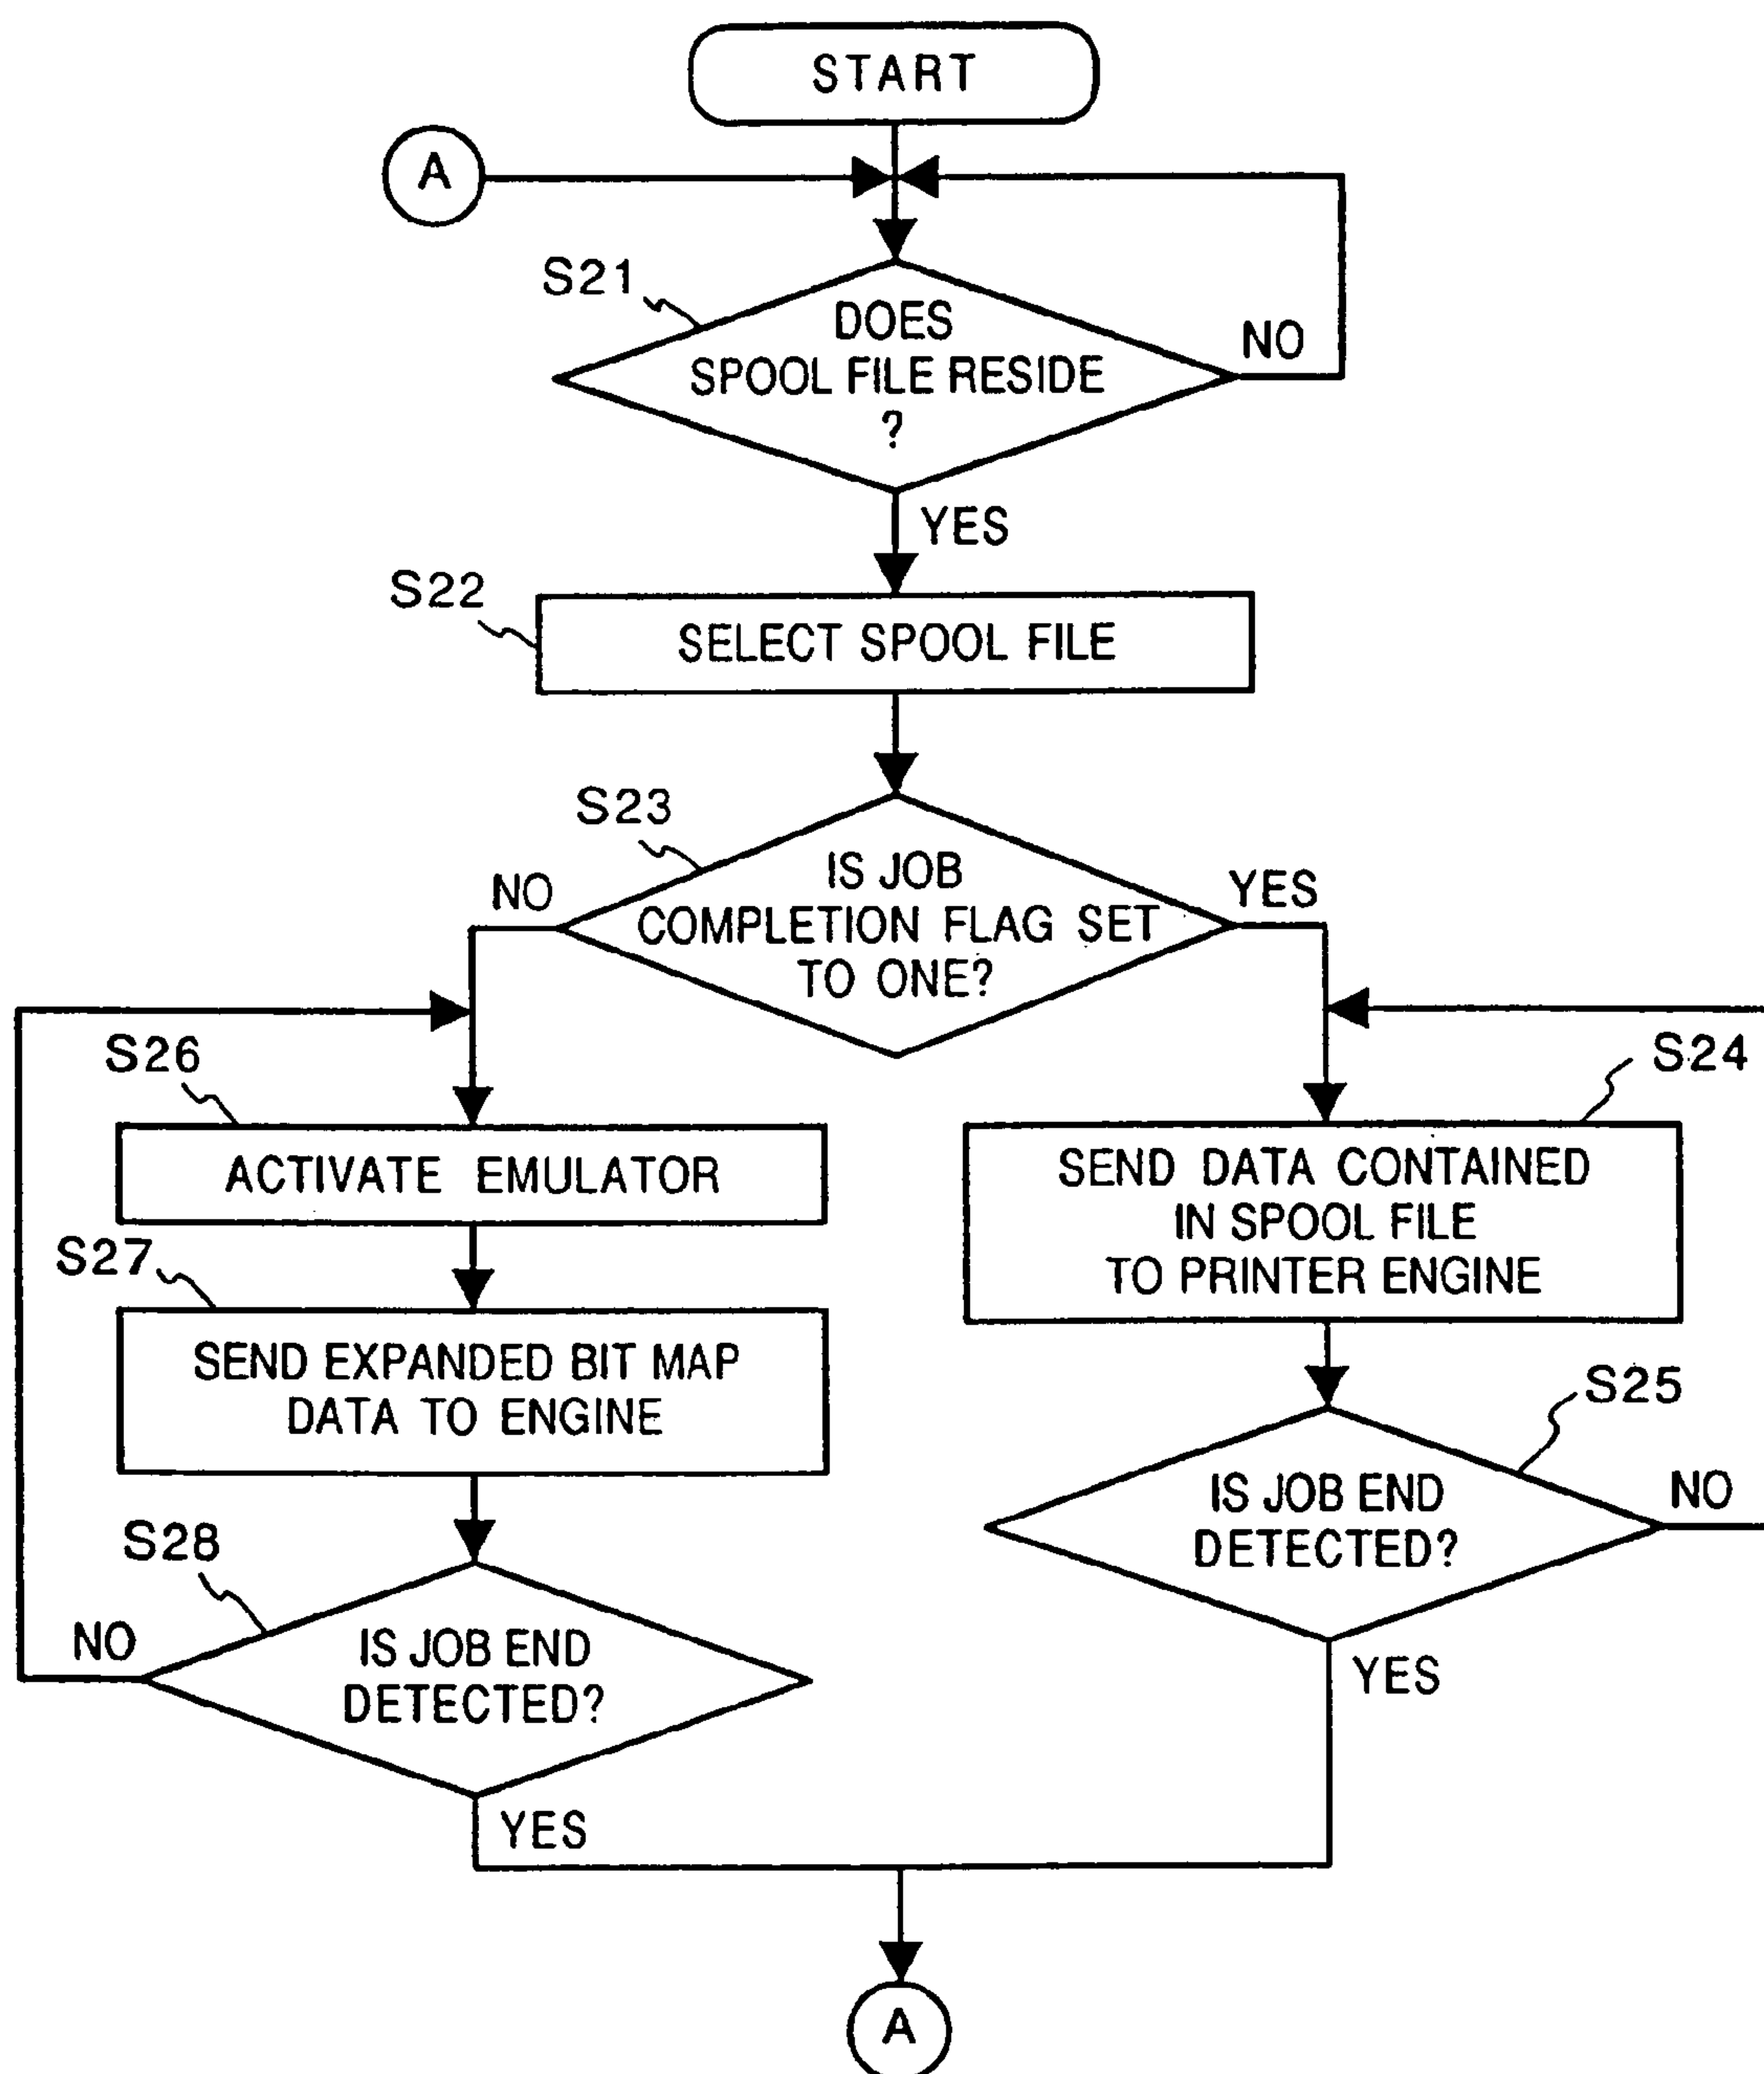 START
A
S21
DOES
SPOOL FILE RESIDE
?
NO
YES
S22
SELECT SPOOL FILE
S23
IS JOB
COMPLETION FLAG SET
TO ONE?
NO
YES
S26
S24
ACTIVATE EMULATOR
SEND DATA CONTAINED
IN SPOOL FILE
TO PRINTER ENGINE
S27
SEND EXPANDED BIT MAP
DATA TO ENGINE
S25
IS JOB END
DETECTED?
NO
YES
S28
IS JOB END
DETECTED?
NO
YES
A